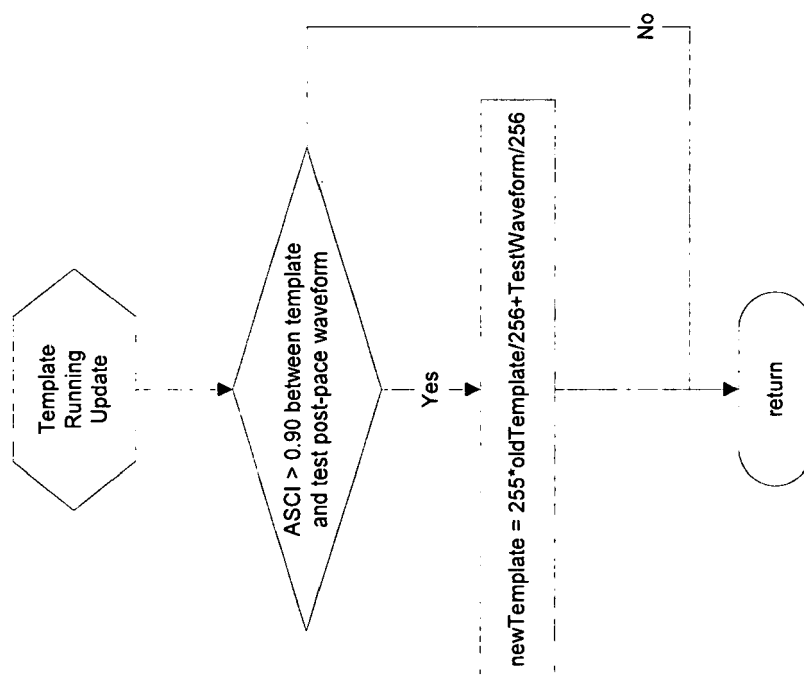 Template
Running
Update
ASCI > 0.90 between template
and test post-pace waveform
Yes
No
newTemplate = 255*oldTemplate/256+TestWaveform/256
return